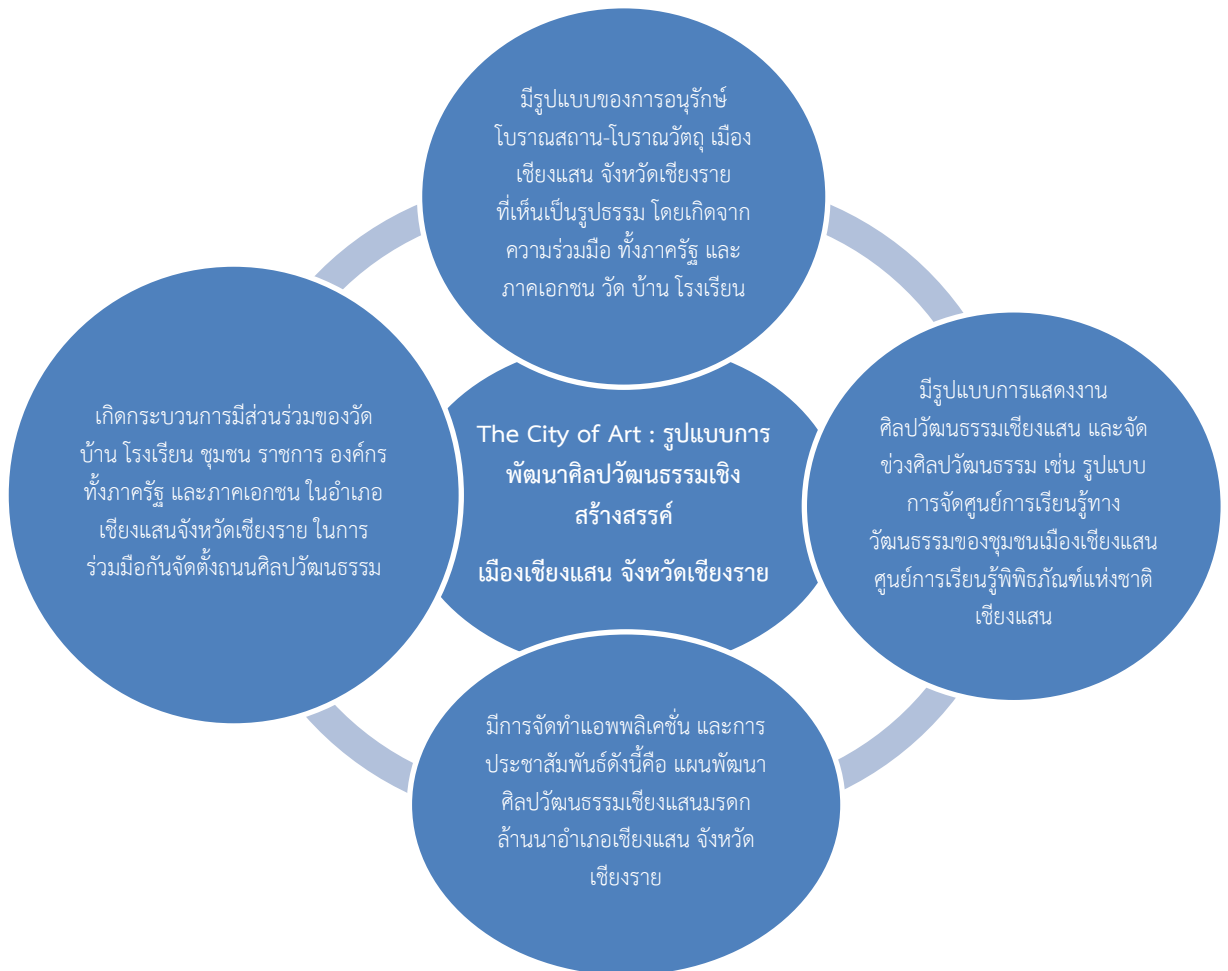 มีรูปแบบของการอนุรักษ์
โบราณสถาน-โบราณวัตถุ เมือง
เชียงแสน จังหวัดเชียงราย
ที่เห็นเป็นรูปธรรม โดยเกิดจาก
ความร่วมมือ ทั้งภาครัฐ และ
ภาคเอกชน วัด บ้าน โรงเรียน
มีรูปแบบการแสดงงาน
ศิลปวัฒนธรรมเชียงแสน และจัด
ข่วงศิลปวัฒนธรรม เช่น รูปแบบ
การจัดศูนย์การเรียนรู้ทาง
วัฒนธรรมของชุมชนเมืองเชียงแสน
ศูนย์การเรียนรู้พิพิธภัณฑ์แห่งชาติ
เชียงแสน
มีการจัดทำแอพพลิเคชั่น และการ
ประชาสัมพันธ์ดังนี้คือ แผนพัฒนา
ศิลปวัฒนธรรมเชียงแสนมรดก
ล้านนาอำเภอเชียงแสน จังหวัด
เชียงราย
เกิดกระบวนการมีส่วนร่วมของวัด
บ้าน โรงเรียน ชุมชน ราชการ องค์กร
ทั้งภาครัฐ และภาคเอกชน ในอำเภอ
เชียงแสนจังหวัดเชียงราย ในการ
ร่วมมือกันจัดตั้งถนนศิลปวัฒนธรรม
The City of Art : รูปแบบการ
พัฒนาศิลปวัฒนธรรมเชิง
สร้างสรรค์
เมืองเชียงแสน จังหวัดเชียงราย